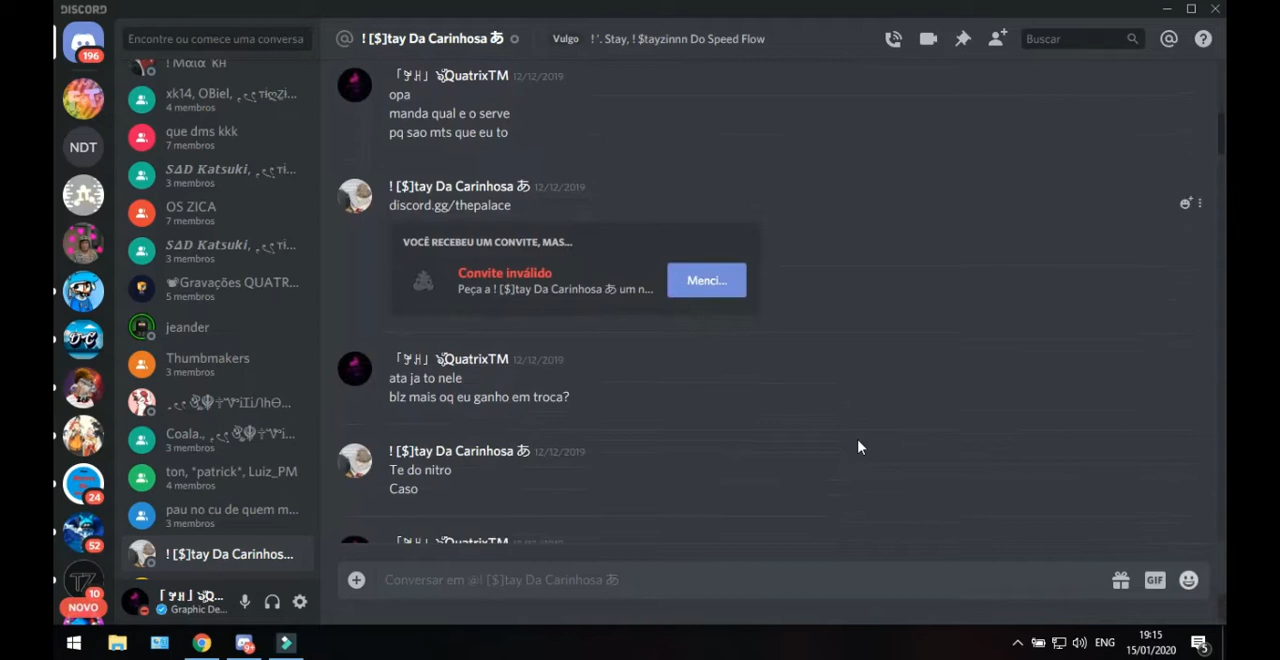 DISCORD
196
Encontre ou comece uma conversa
! [$]tay Da Carinhosa あ
Vulgo
! '. Stay, ! $tayzinnn Do Speed Flow
Buscar
xk14, OBiel,
4 membros
que dms kkk
7 membros
NDT
SΔD Katsuki,
3 membros
OS ZICA
7 membros
SΔD Katsuki,
3 membros
Gravações QUATR...
5 membros
jeander
Thumbmakers
3 membros
Coala.,
3 membros
ton, *patrick*, Luiz_PM
4 membros
pau no cu de quem m...
3 membros
! [$]tay Da Carinhos...
24
52
10
NOVO
Graphic De...
QuatrixTM 12/12/2019
opa
manda qual e o serve
pq sao mts que eu to
! [$]tay Da Carinhosa あ 12/12/2019
discord.gg/thepalace
VOCÊ RECEBEU UM CONVITE, MAS...
Convite inválido
Peça a ! [$]tay Da Carinhosa あ um n...
Menci...
QuatrixTM 12/12/2019
ata ja to nele
blz mais oq eu ganho em troca?
! [$]tay Da Carinhosa あ 12/12/2019
Te do nitro
Caso
QuatrixTM
Conversar em @! [$]tay Da Carinhosa あ
GIF
ENG
19:15
15/01/2020
5